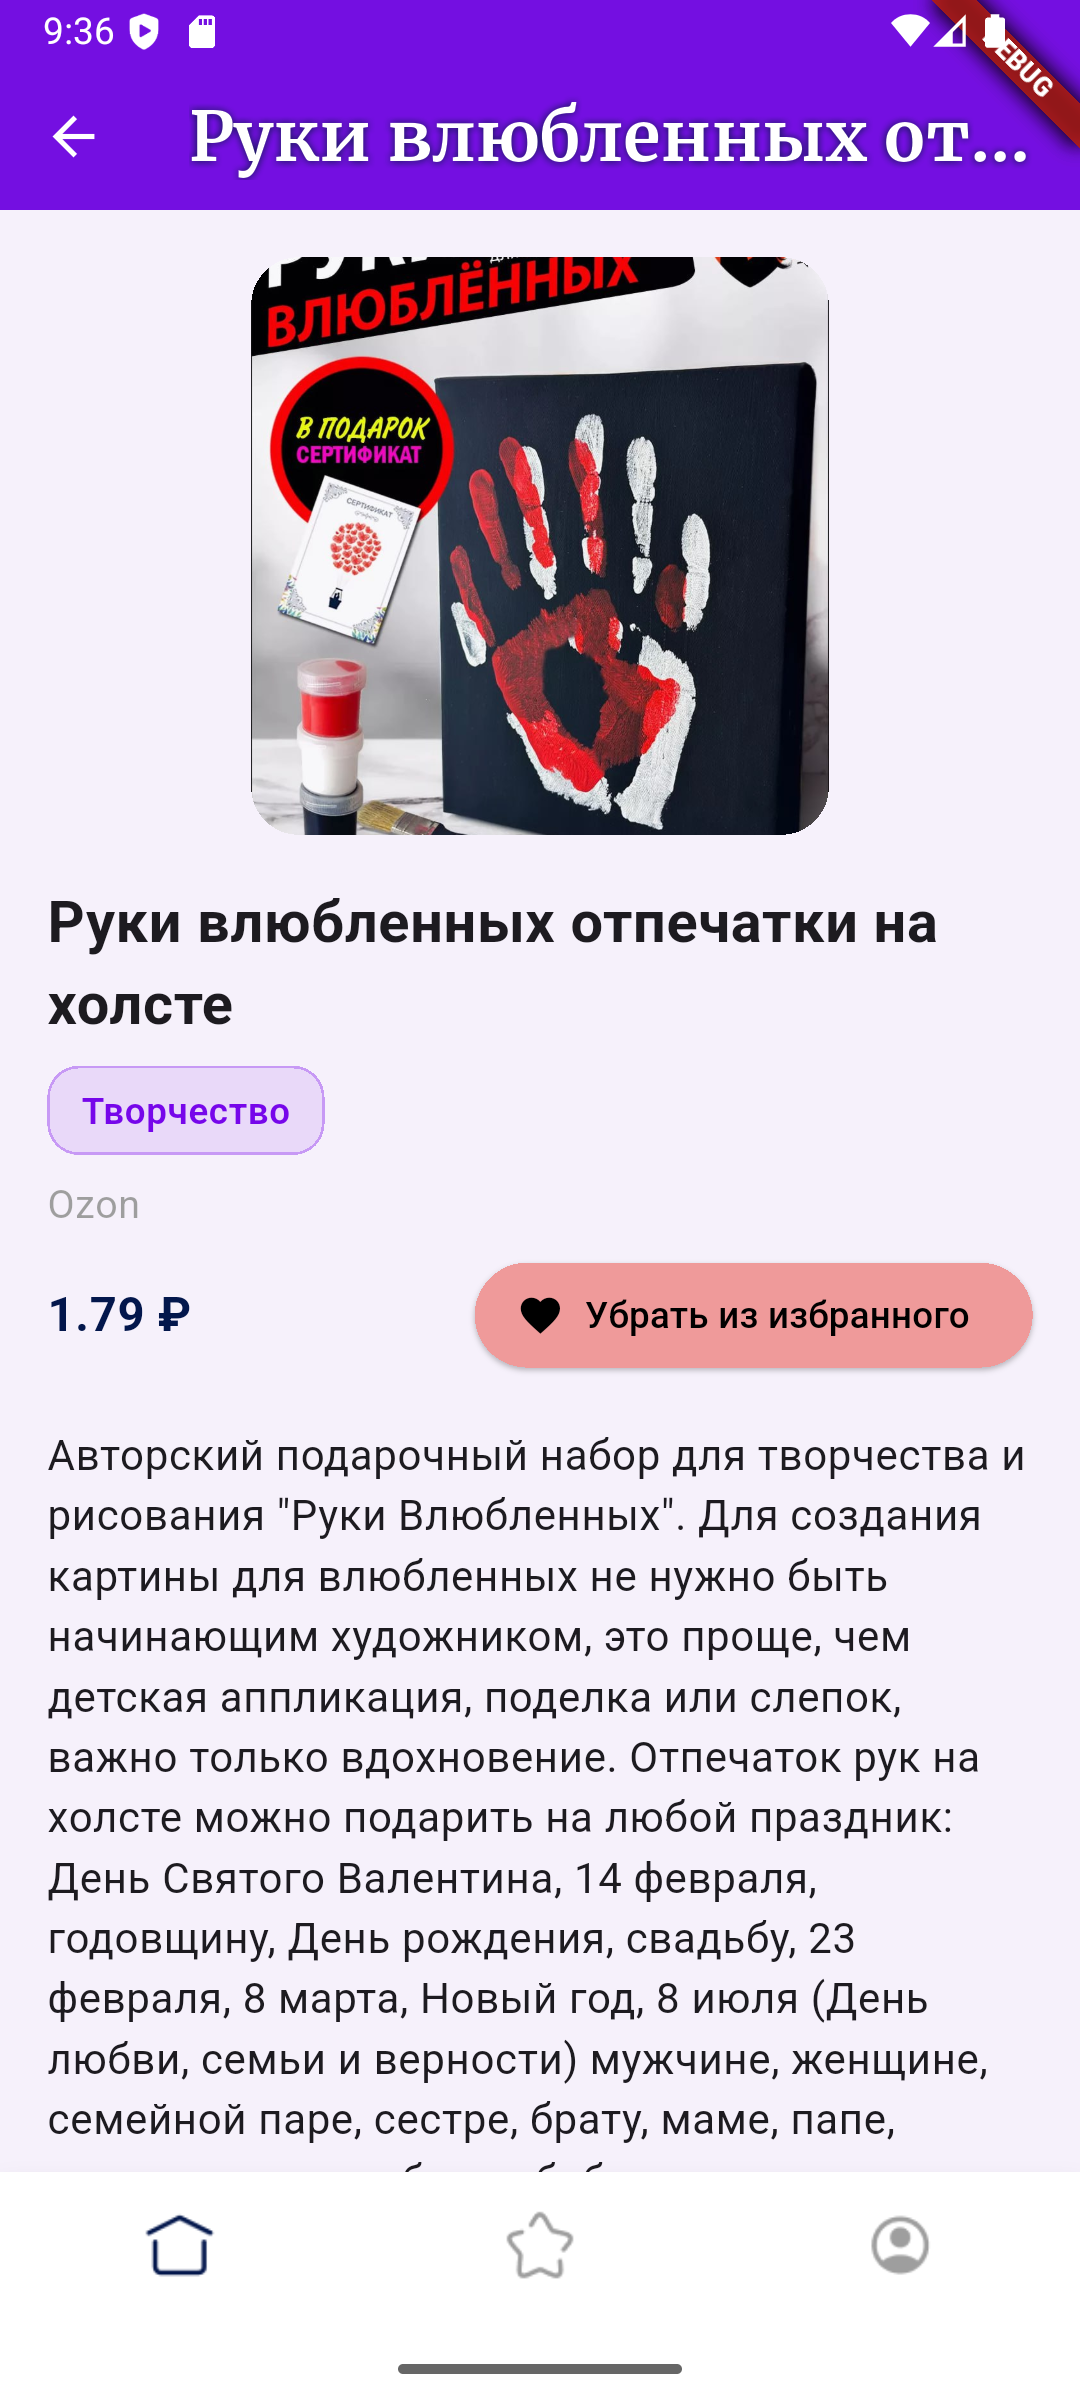 9:36
DEBUG
Руки влюбленных от...
ВЛЮБЛЁННЫХ
В ПОДАРОК
СЕРТИФИКАТ
СЕРТИФИКАТ
Руки влюбленных отпечатки на
холсте
Творчество
Ozon
1.79 ₽
Убрать из избранного
Авторский подарочный набор для творчества и
рисования "Руки Влюбленных". Для создания
картины для влюбленных не нужно быть
начинающим художником, это проще, чем
детская аппликация, поделка или слепок,
важно только вдохновение. Отпечаток рук на
холсте можно подарить на любой праздник:
День Святого Валентина, 14 февраля,
годовщину, День рождения, свадьбу, 23
февраля, 8 марта, Новый год, 8 июля (День
любви, семьи и верности) мужчине, женщине,
семейной паре, сестре, брату, маме, папе,